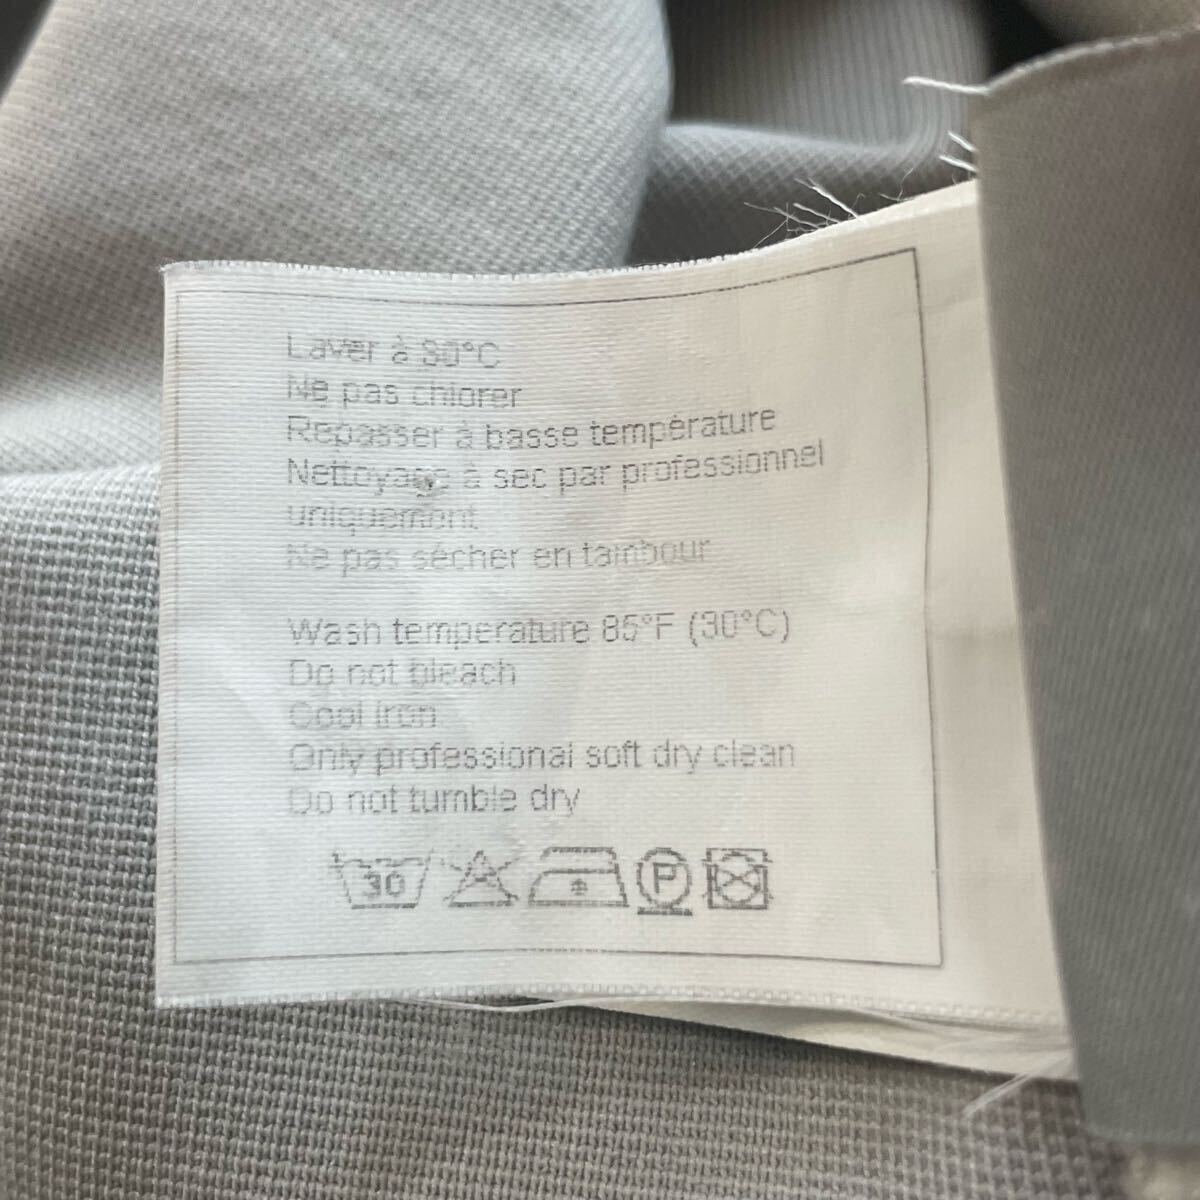 Laver à 30°C
Ne pas chlorer
Repasser à basse température
Nettoyage à sec par professionnel
uniquement
Ne pas sécher en tambour
Wash temperature 85°F (30°C)
Do not bleach
Cool iron
Only professional soft dry clean
Do not tumble dry
30 P